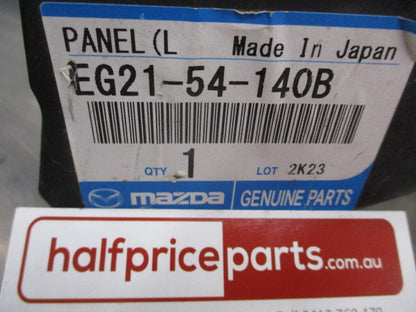 PANEL(L Made In Japan
EG21-54-140B
QTY 1 LOT 2K23
mazda GENUINE PARTS
halfpriceparts.com.au